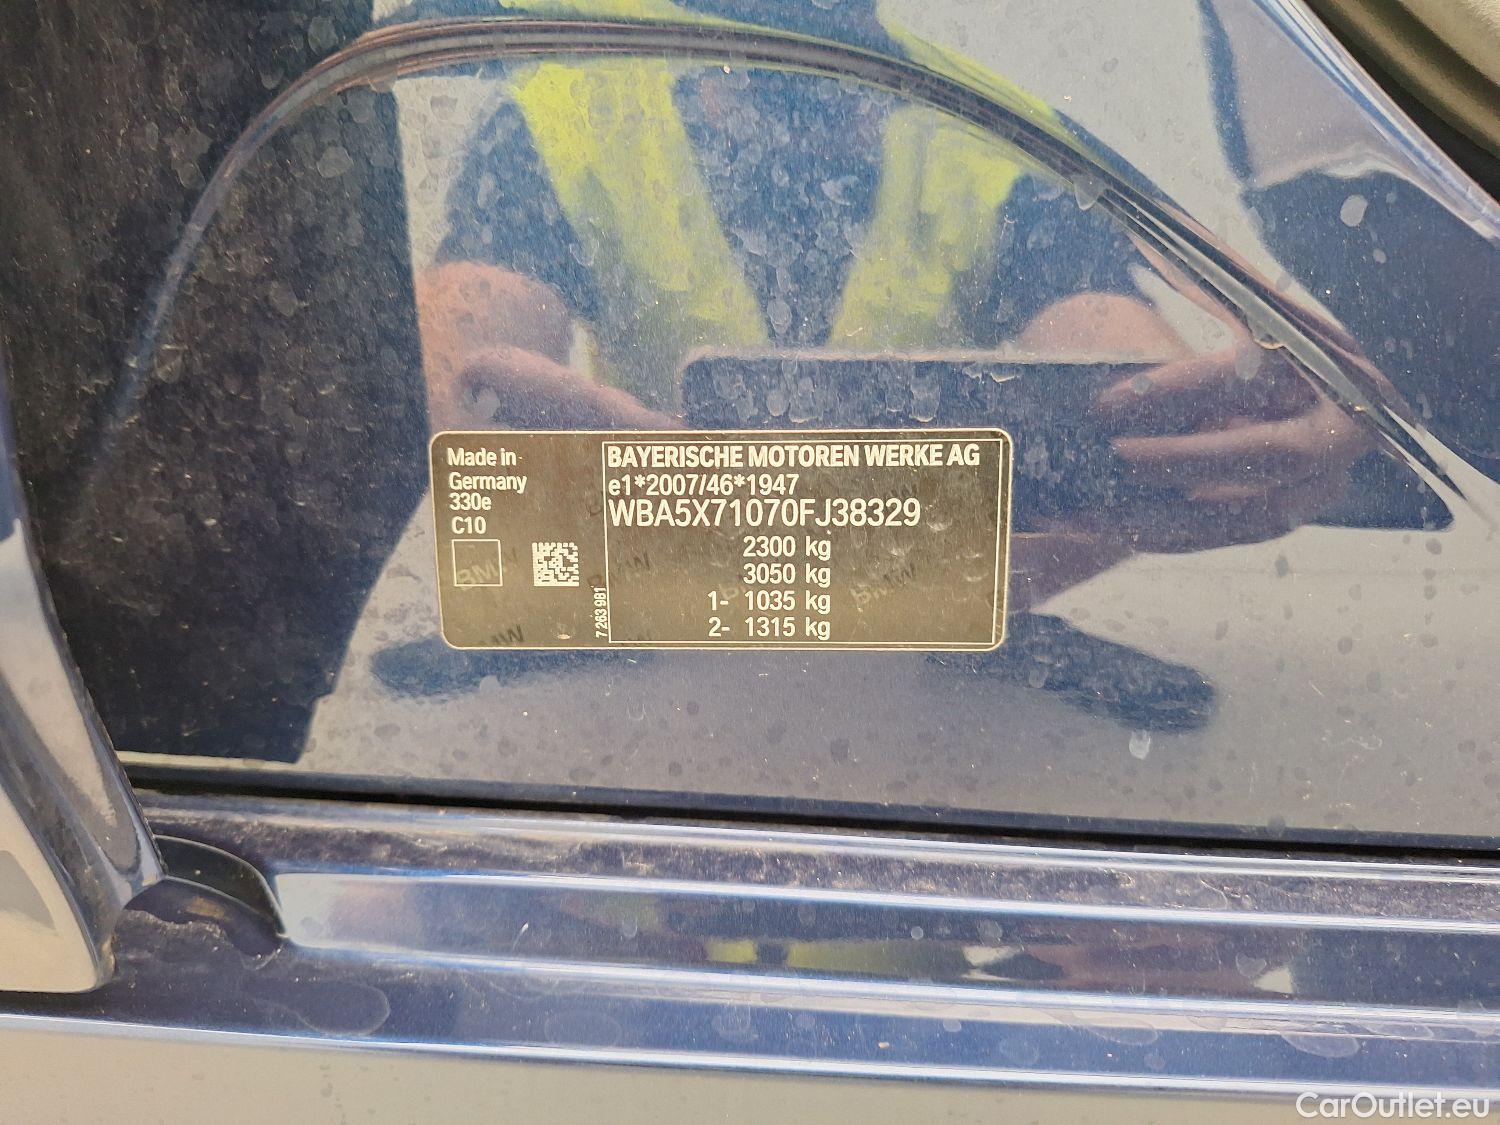 Made in
Germany
330e
C10
BMW
7 263 981
BAYERISCHE MOTOREN WERKE AG
e1*2007/46*1947
WBA5X71070FJ38329
2300 kg
3050 kg
1- 1035 kg
2- 1315 kg
CarOutlet.eu